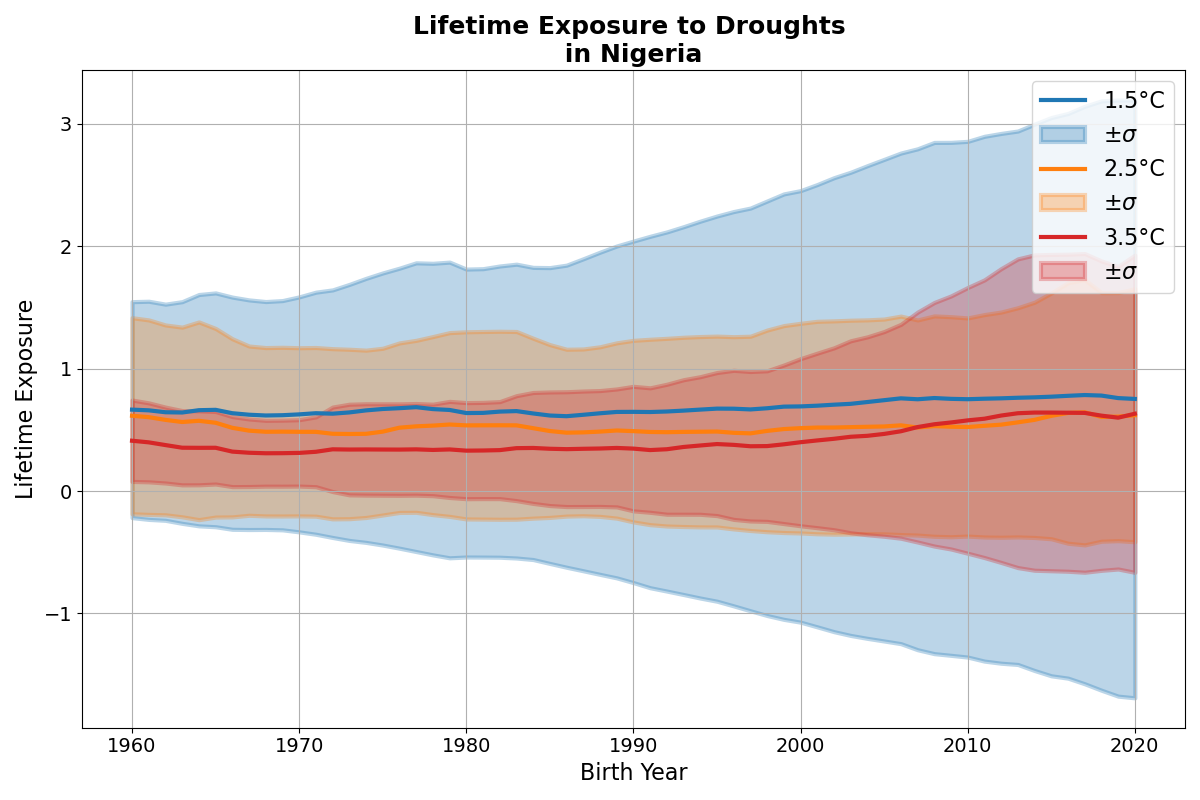 Lifetime Exposure to Droughts
in Nigeria
1.5°C
±σ
2.5°C
±σ
3.5°C
±σ
Lifetime Exposure
3
2
1
0
−1
1960 1970 1980 1990 2000 2010 2020
Birth Year